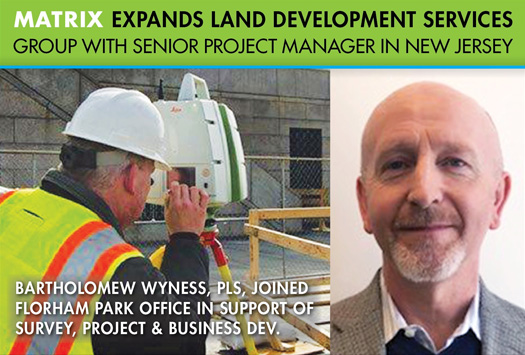 MATRIX EXPANDS LAND DEVELOPMENT SERVICES
GROUP WITH SENIOR PROJECT MANAGER IN NEW JERSEY
Leica
BARTHOLOMEW WYNESS, PLS, JOINED
FLORHAM PARK OFFICE IN SUPPORT OF
SURVEY, PROJECT & BUSINESS DEV.